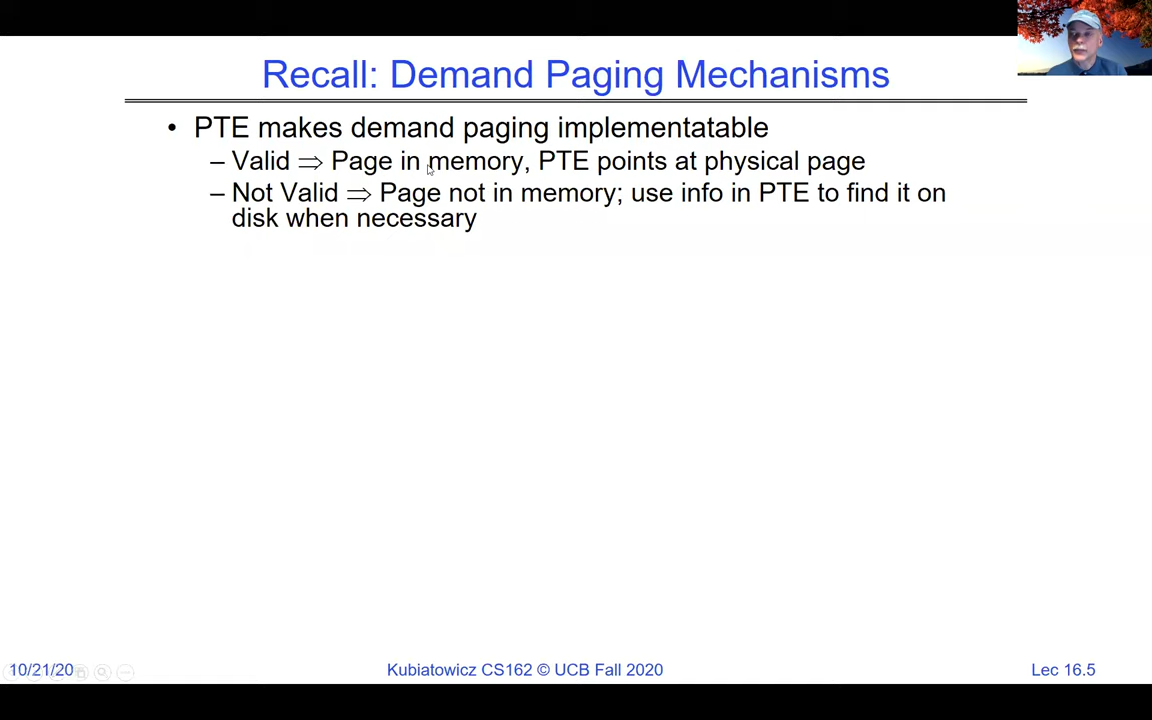 Recall: Demand Paging Mechanisms
• PTE makes demand paging implementatable
– Valid ⇒ Page in memory, PTE points at physical page
– Not Valid ⇒ Page not in memory; use info in PTE to find it on
disk when necessary
10/21/20
Kubiatowicz CS162 © UCB Fall 2020
Lec 16.5